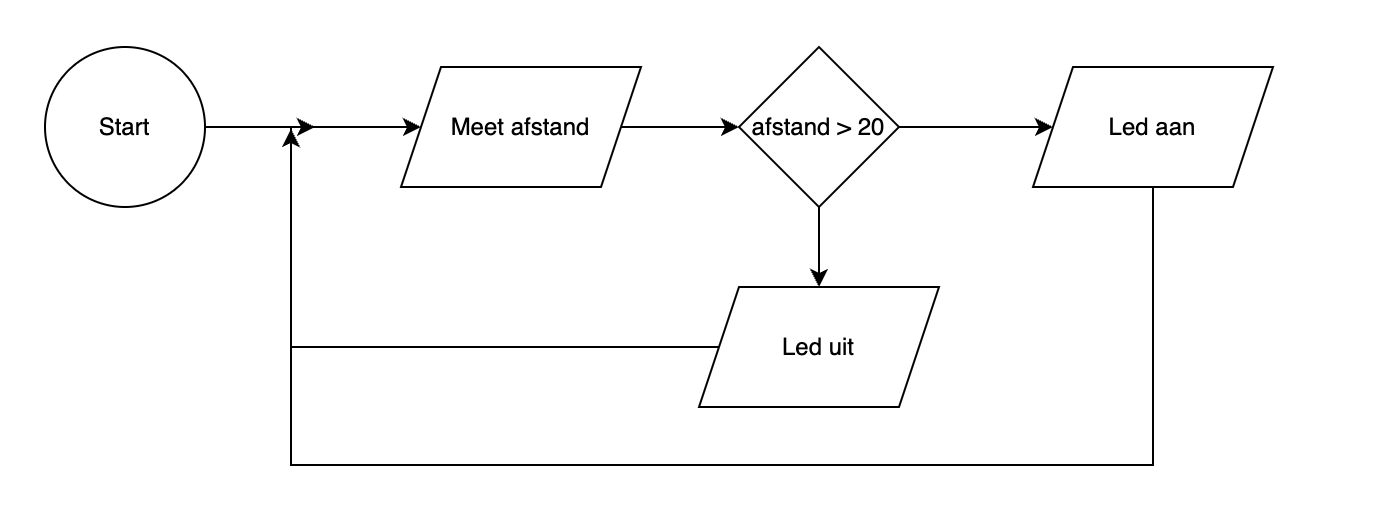 Start
Meet afstand
afstand > 20
Led aan
Led uit